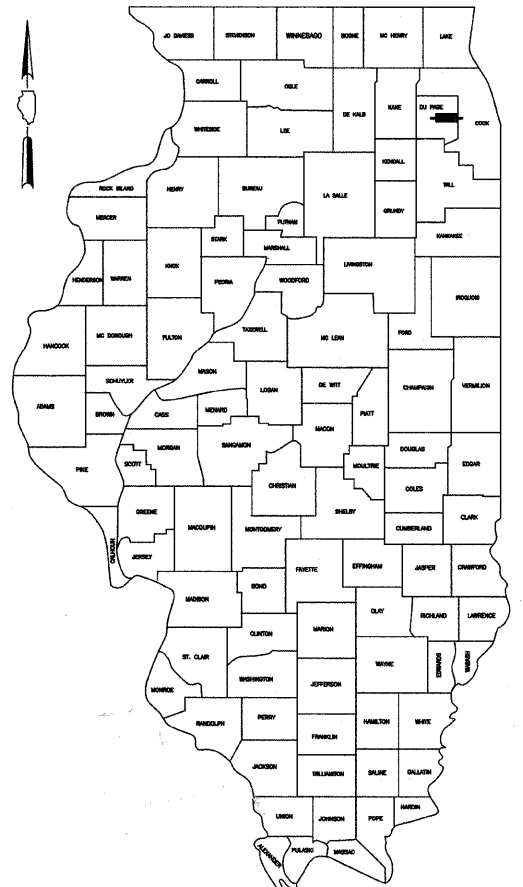 JO DAVIESS STEPHENSON WINNEBAGO BOONE MC HENRY LAKE
CARROLL OGLE DE KALB KANE DU PAGE COOK
WHITESIDE LEE
KENDALL WILL
ROCK ISLAND HENRY BUREAU LA SALLE GRUNDY
MERCER PUTNAM KANKAKEE
STARK MARSHALL
HENDERSON WARREN KNOX PEORIA WOODFORD LIVINGSTON IROQUOIS
HANCOCK MC DONOUGH FULTON TAZEWELL MC LEAN FORD
SCHUYLER MASON LOGAN DE WITT CHAMPAIGN VERMILION
ADAMS BROWN CASS MENARD PIATT
MACON
PIKE SCOTT MORGAN SANGAMON MOULTRIE DOUGLAS EDGAR
CHRISTIAN COLES
GREENE MACOUPIN MONTGOMERY SHELBY CLARK
CALHOUN JERSEY CUMBERLAND
FAYETTE EFFINGHAM JASPER CRAWFORD
MADISON BOND CLAY RICHLAND LAWRENCE
CLINTON MARION
ST. CLAIR WAYNE EDWARDS WABASH
MONROE WASHINGTON JEFFERSON
RANDOLPH PERRY HAMILTON WHITE
FRANKLIN
JACKSON WILLIAMSON SALINE GALLATIN
UNION JOHNSON POPE HARDIN
ALEXANDER PULASKI MASSAC